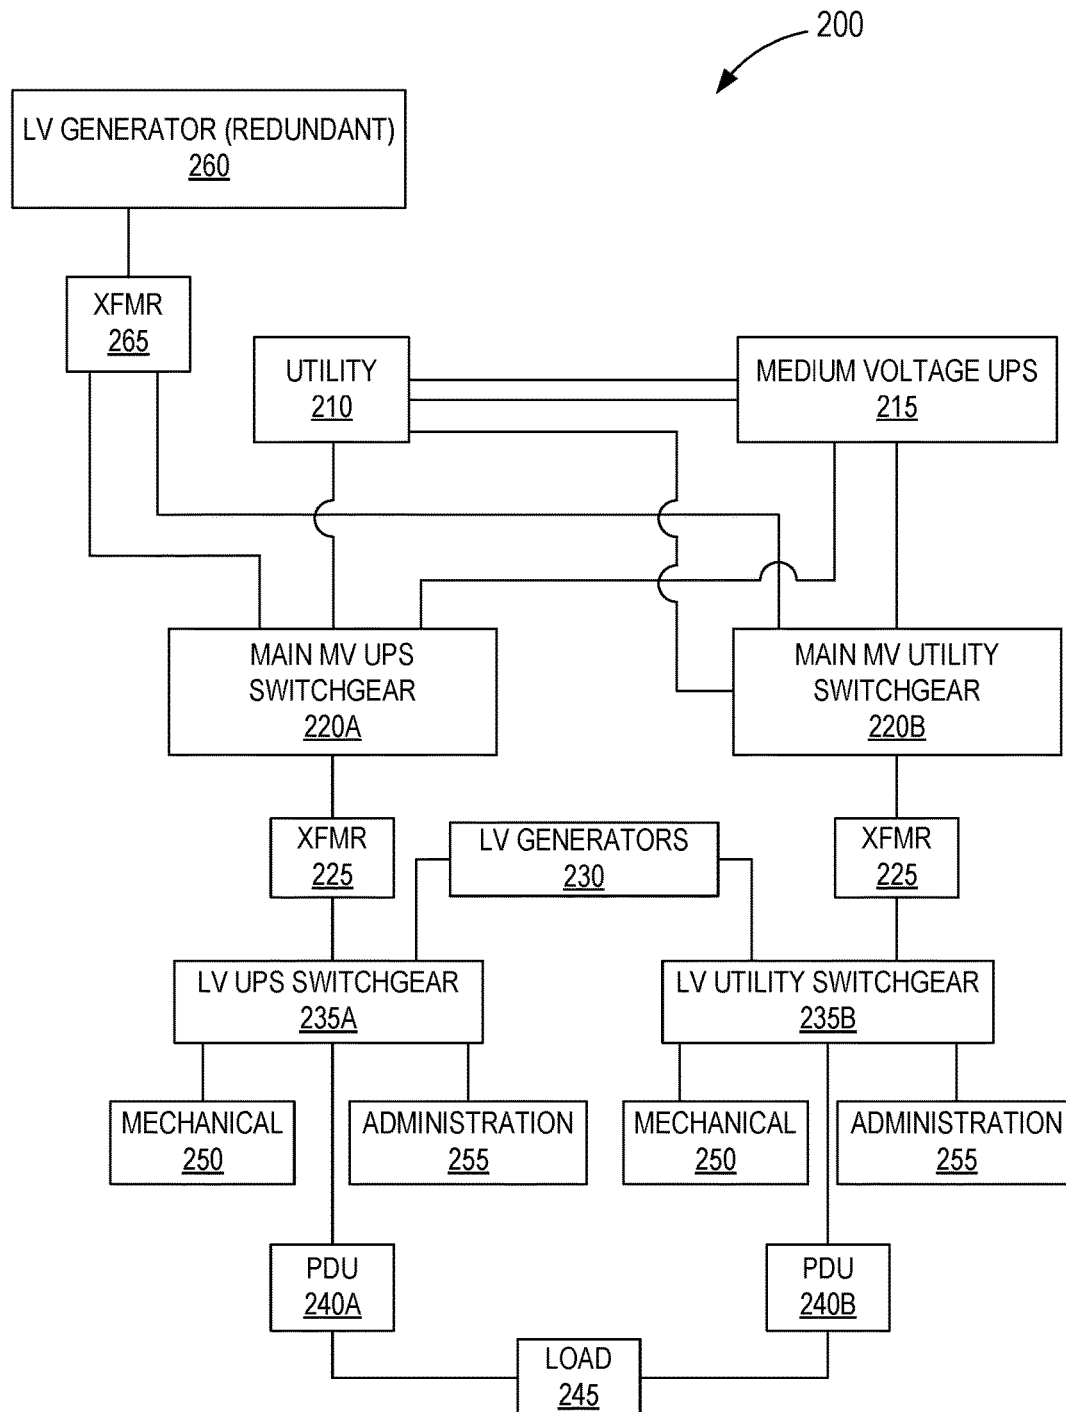 200
LV GENERATOR (REDUNDANT)
260
XFMR
265
UTILITY
210
MEDIUM VOLTAGE UPS
215
MAIN MV UPS
SWITCHGEAR
220A
MAIN MV UTILITY
SWITCHGEAR
220B
XFMR
225
LV GENERATORS
230
XFMR
225
LV UPS SWITCHGEAR
235A
LV UTILITY SWITCHGEAR
235B
MECHANICAL
250
ADMINISTRATION
255
MECHANICAL
250
ADMINISTRATION
255
PDU
240A
PDU
240B
LOAD
245